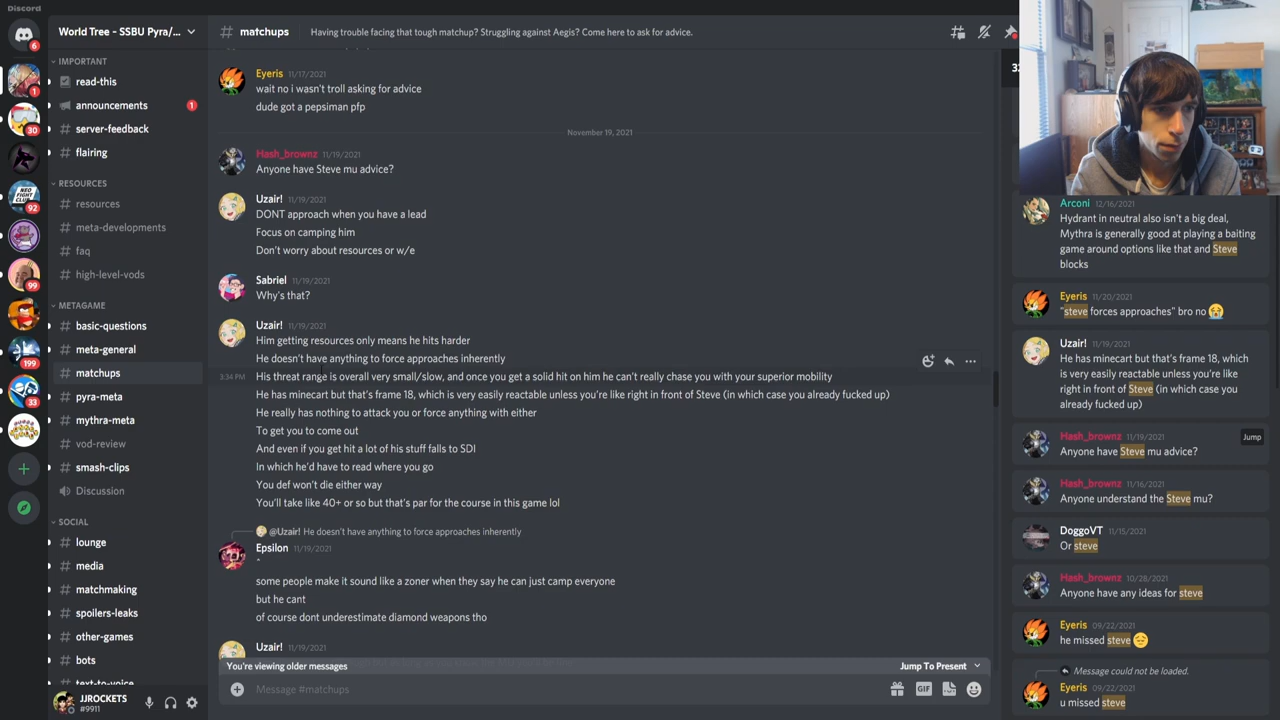 Discord
World Tree - SSBU Pyra/...
# matchups
Having trouble facing that tough matchup? Struggling against Aegis? Come here to ask for advice.
6
1
30
92
99
199
33
IMPORTANT
read-this
announcements
1
server-feedback
flairing
RESOURCES
resources
meta-developments
faq
high-level-vods
METAGAME
basic-questions
meta-general
matchups
pyra-meta
mythra-meta
vod-review
smash-clips
Discussion
SOCIAL
lounge
media
matchmaking
spoilers-leaks
other-games
bots
text-to-voice
JJROCKETS
#9911
Eyeris 11/17/2021
wait no i wasn't troll asking for advice
dude got a pepsiman pfp
November 19, 2021
Hash_brownz 11/19/2021
Anyone have Steve mu advice?
Uzair! 11/19/2021
DONT approach when you have a lead
Focus on camping him
Don't worry about resources or w/e
Sabriel 11/19/2021
Why's that?
Uzair! 11/19/2021
Him getting resources only means he hits harder
He doesn't have anything to force approaches inherently
3:34 PM His threat range is overall very small/slow, and once you get a solid hit on him he can't really chase you with your superior mobility
He has minecart but that's frame 18, which is very easily reactable unless you're like right in front of Steve (in which case you already fucked up)
He really has nothing to attack you or force anything with either
To get you to come out
And even if you get hit a lot of his stuff falls to SDI
In which he'd have to read where you go
You def won't die either way
You'll take like 40+ or so but that's par for the course in this game lol
@Uzair! He doesn't have anything to force approaches inherently
Epsilon 11/19/2021
^
some people make it sound like a zoner when they say he can just camp everyone
but he cant
of course dont underestimate diamond weapons tho
Uzair! 11/19/2021
You're viewing older messages
Jump To Present
Message #matchups
GIF
Arconi 12/16/2021
Hydrant in neutral also isn't a big deal,
Mythra is generally good at playing a baiting
game around options like that and Steve
blocks
Eyeris 11/20/2021
"steve forces approaches" bro no 😭
Uzair! 11/19/2021
He has minecart but that's frame 18, which
is very easily reactable unless you're like
right in front of Steve (in which case you
already fucked up)
Hash_brownz 11/19/2021
Jump
Anyone have Steve mu advice?
Hash_brownz 11/16/2021
Anyone understand the Steve mu?
DoggoVT 11/15/2021
Or steve
Hash_brownz 10/28/2021
Anyone have any ideas for steve
Eyeris 09/22/2021
he missed steve 😔
Message could not be loaded.
Eyeris 09/22/2021
u missed steve